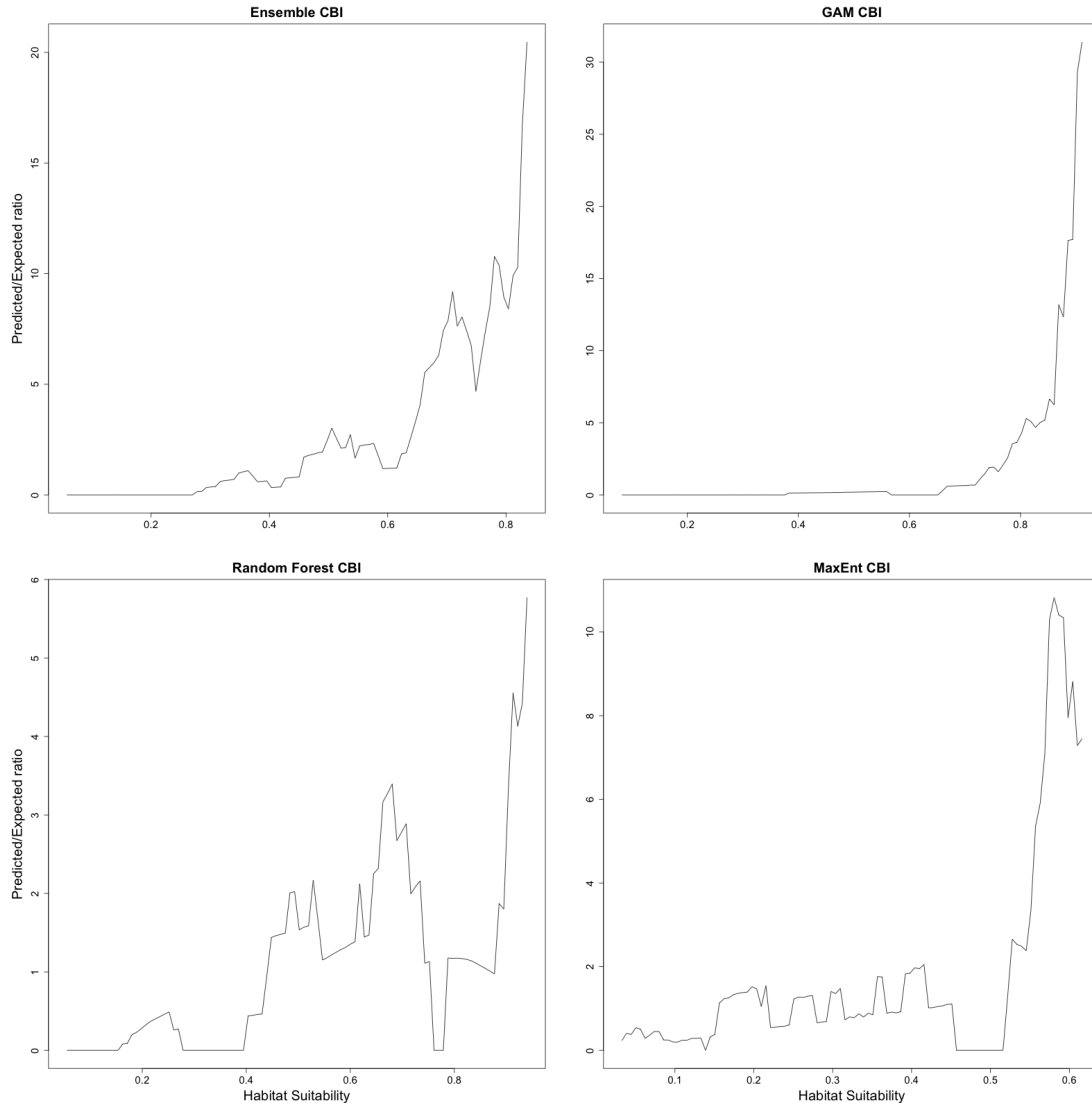 Ensemble CBI
Predicted/Expected ratio
20
15
10
5
0
0.2 0.4 0.6 0.8
GAM CBI
30
25
20
15
10
5
0
0.2 0.4 0.6 0.8
Random Forest CBI
Predicted/Expected ratio
6
5
4
3
2
1
0
0.2 0.4 0.6 0.8
Habitat Suitability
MaxEnt CBI
10
8
6
4
2
0
0.1 0.2 0.3 0.4 0.5 0.6
Habitat Suitability